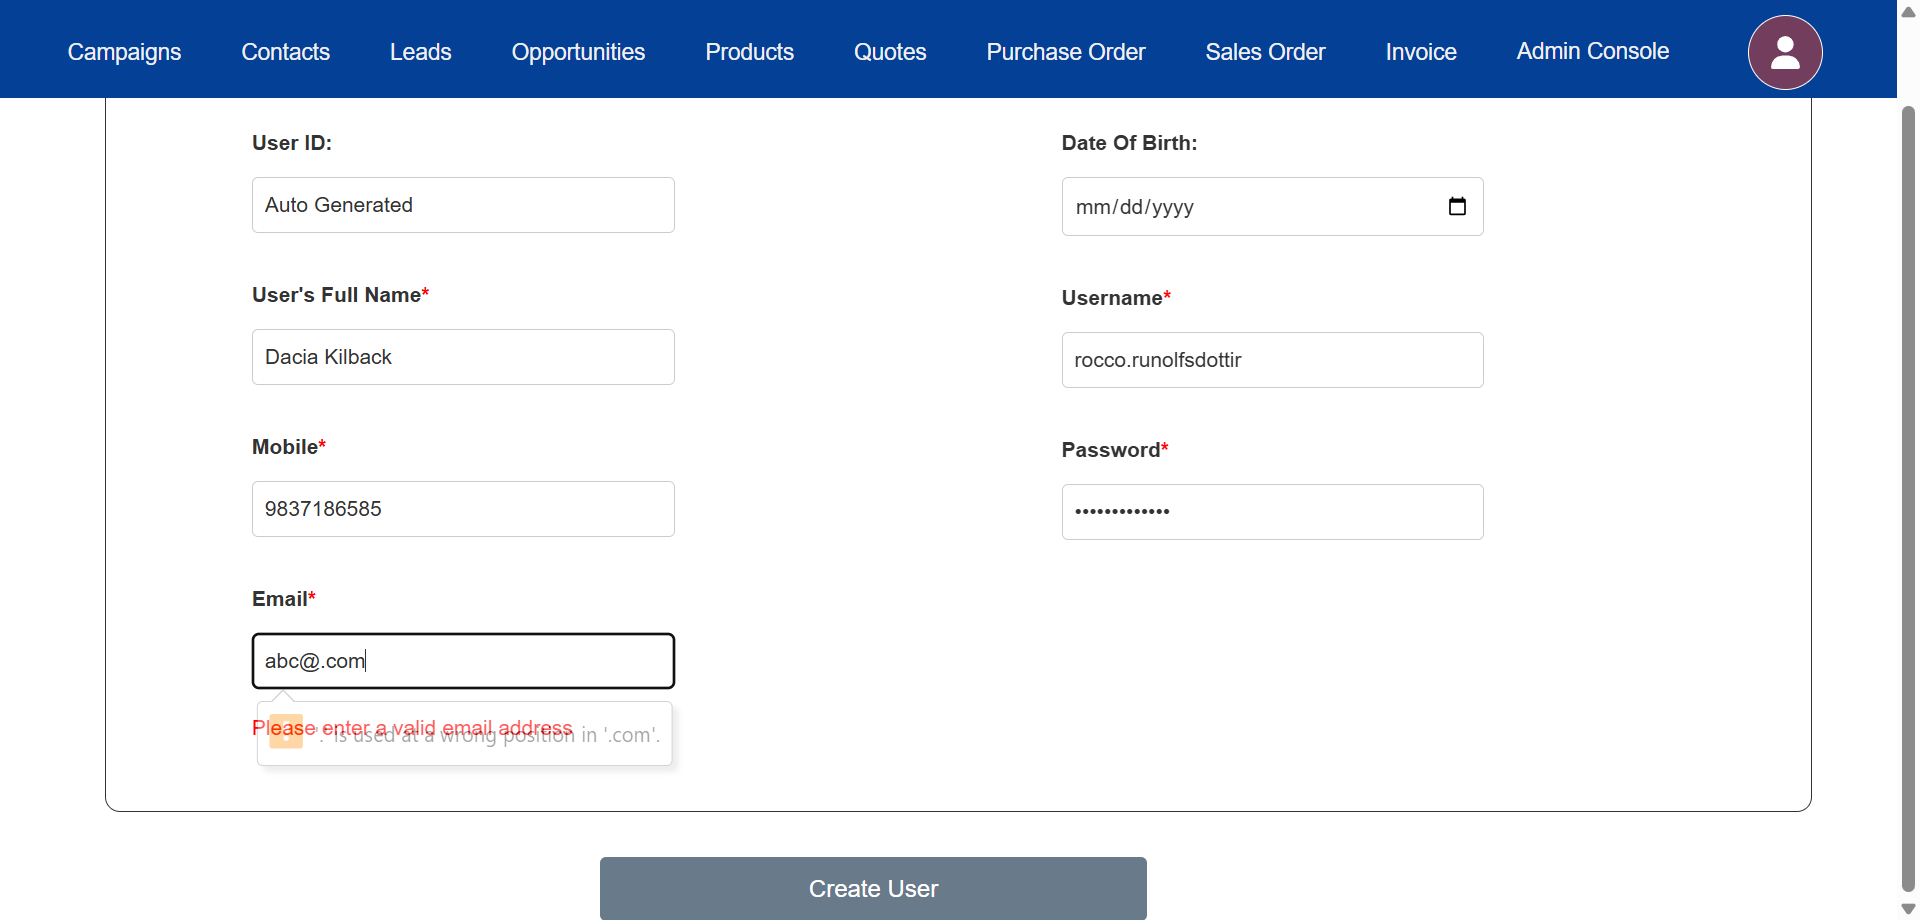 Campaigns Contacts Leads Opportunities Products Quotes Purchase Order Sales Order Invoice Admin Console
User ID:
Auto Generated
User's Full Name*
Dacia Kilback
Mobile*
9837186585
Email*
abc@.com
Please enter a valid email address
'.' is used at a wrong position in '.com'.
Date Of Birth:
mm/dd/yyyy
Username*
rocco.runolfsdottir
Password*
•••••••••••••
Create User